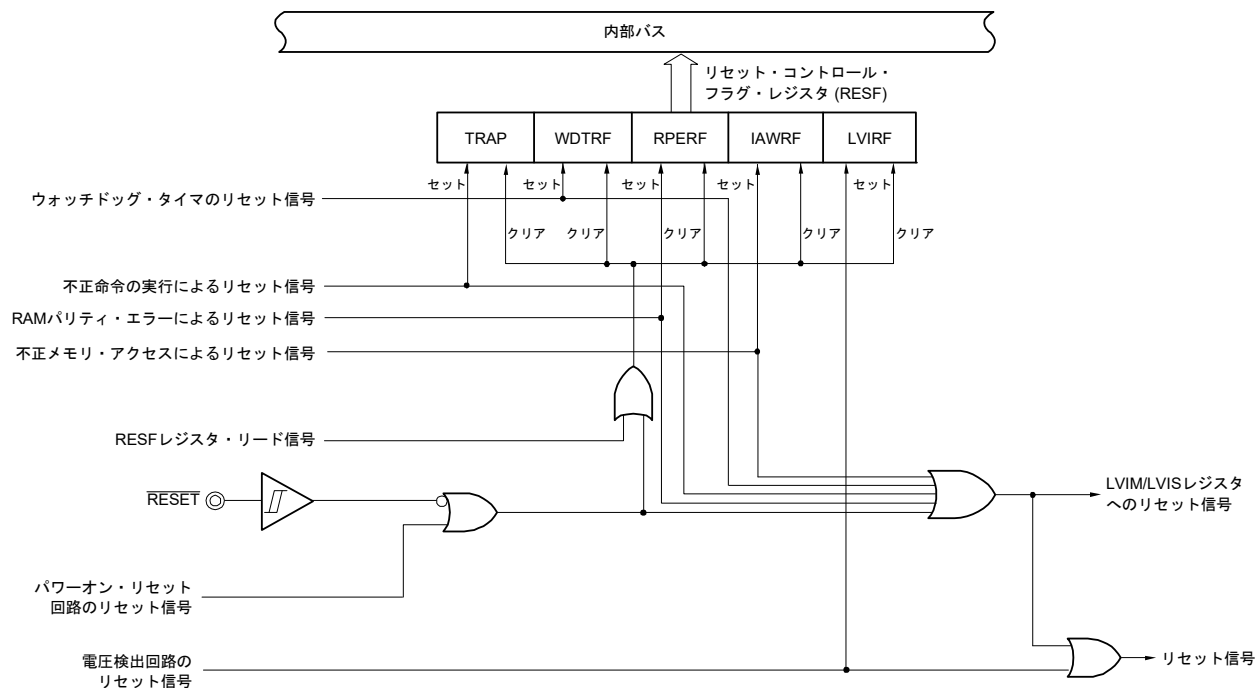 内部バス
リセット・コントロール・
フラグ・レジスタ (RESF)
TRAP
WDTRF
RPERF
IAWRF
LVIRF
セット
セット
セット
セット
セット
ウォッチドッグ・タイマのリセット信号
クリア
クリア
クリア
クリア
クリア
不正命令の実行によるリセット信号
RAMパリティ・エラーによるリセット信号
不正メモリ・アクセスによるリセット信号
RESFレジスタ・リード信号
RESET
LVIM/LVISレジスタ
へのリセット信号
パワーオン・リセット
回路のリセット信号
電圧検出回路の
リセット信号
リセット信号